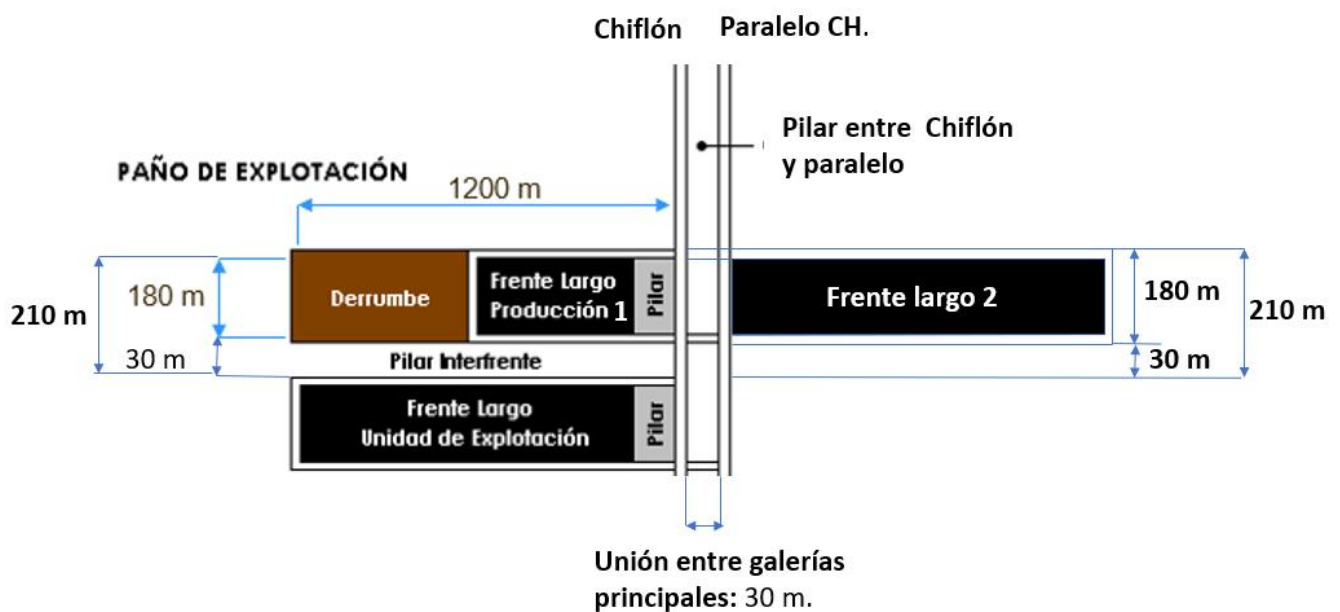 Chiflón
Paralelo CH.
Pilar entre Chiflón
y paralelo
PAÑO DE EXPLOTACIÓN
1200 m
210 m
180 m
30 m
Derrumbe
Frente Largo
Producción 1
Pilar
Frente largo 2
180 m
210 m
30 m
Pilar Interfrente
Frente Largo
Unidad de Explotación
Pilar
Unión entre galerías
principales: 30 m.